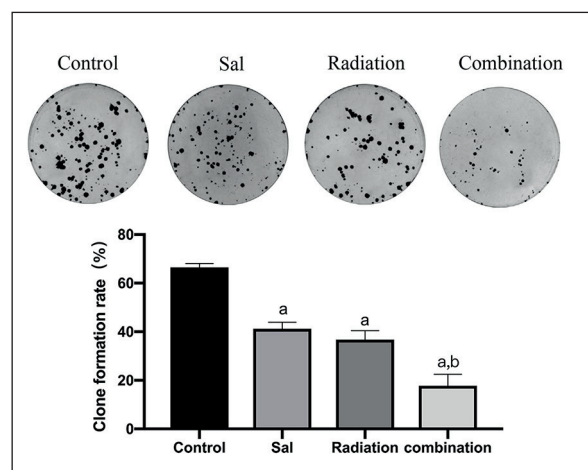 Control Sal Radiation Combination
Clone formation rate (%)
80
60
40
20
0
a
a
a,b
Control Sal Radiation combination